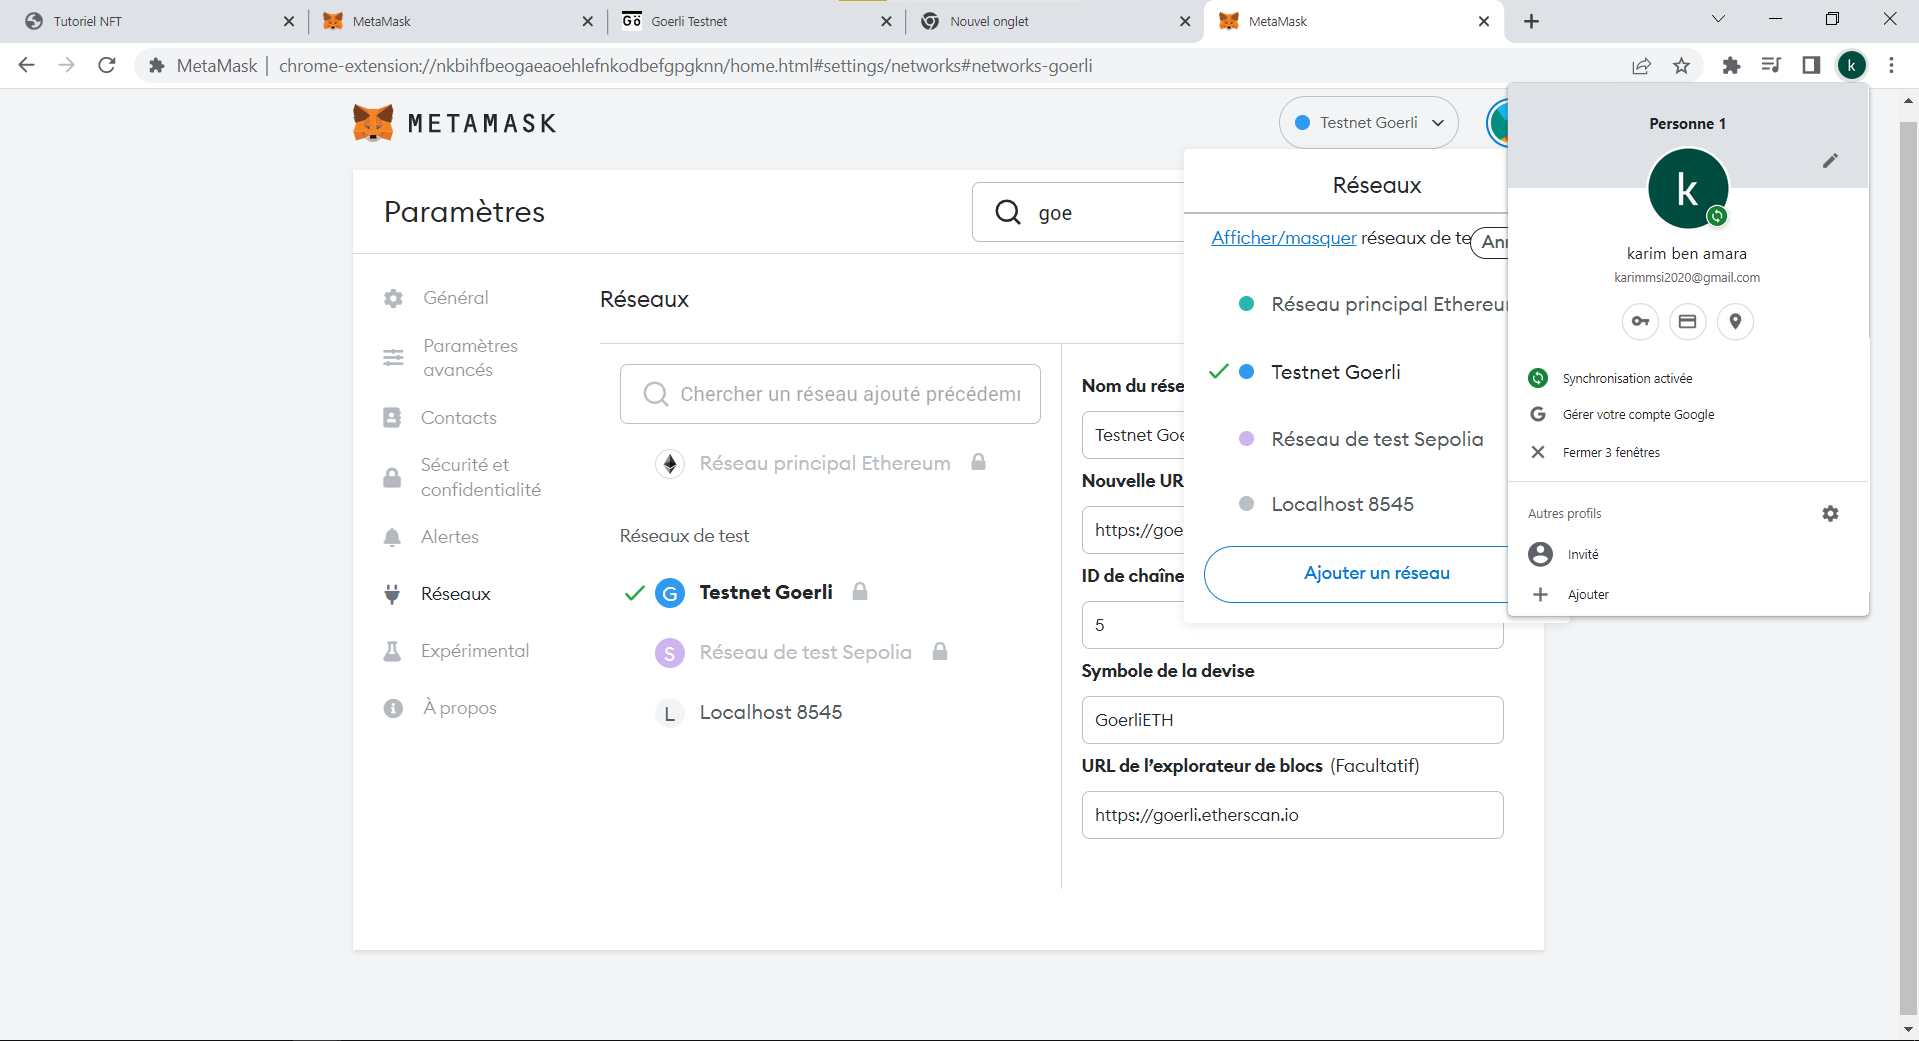 Tutoriel NFT
MetaMask
Goerli Testnet
Nouvel onglet
MetaMask
MetaMask | chrome-extension://nkbihfbeogaeaoehlefnkodbefgpgknn/home.html#settings/networks#networks-goerli
k
METAMASK
Testnet Goerli
Paramètres
goe
Général
Paramètres
avancés
Contacts
Sécurité et
confidentialité
Alertes
Réseaux
Expérimental
À propos
Réseaux
Chercher un réseau ajouté précédem
Réseau principal Ethereum
Réseaux de test
G Testnet Goerli
S Réseau de test Sepolia
L Localhost 8545
Nom du rése
Testnet Goe
Nouvelle UR
https://goe
ID de chaîne
5
Symbole de la devise
GoerliETH
URL de l’explorateur de blocs (Facultatif)
https://goerli.etherscan.io
Réseaux
Afficher/masquer réseaux de te
Ann
Réseau principal Ethereu
Testnet Goerli
Réseau de test Sepolia
Localhost 8545
Ajouter un réseau
Personne 1
k
karim ben amara
karimmsi2020@gmail.com
Synchronisation activée
G Gérer votre compte Google
Fermer 3 fenêtres
Autres profils
Invité
Ajouter